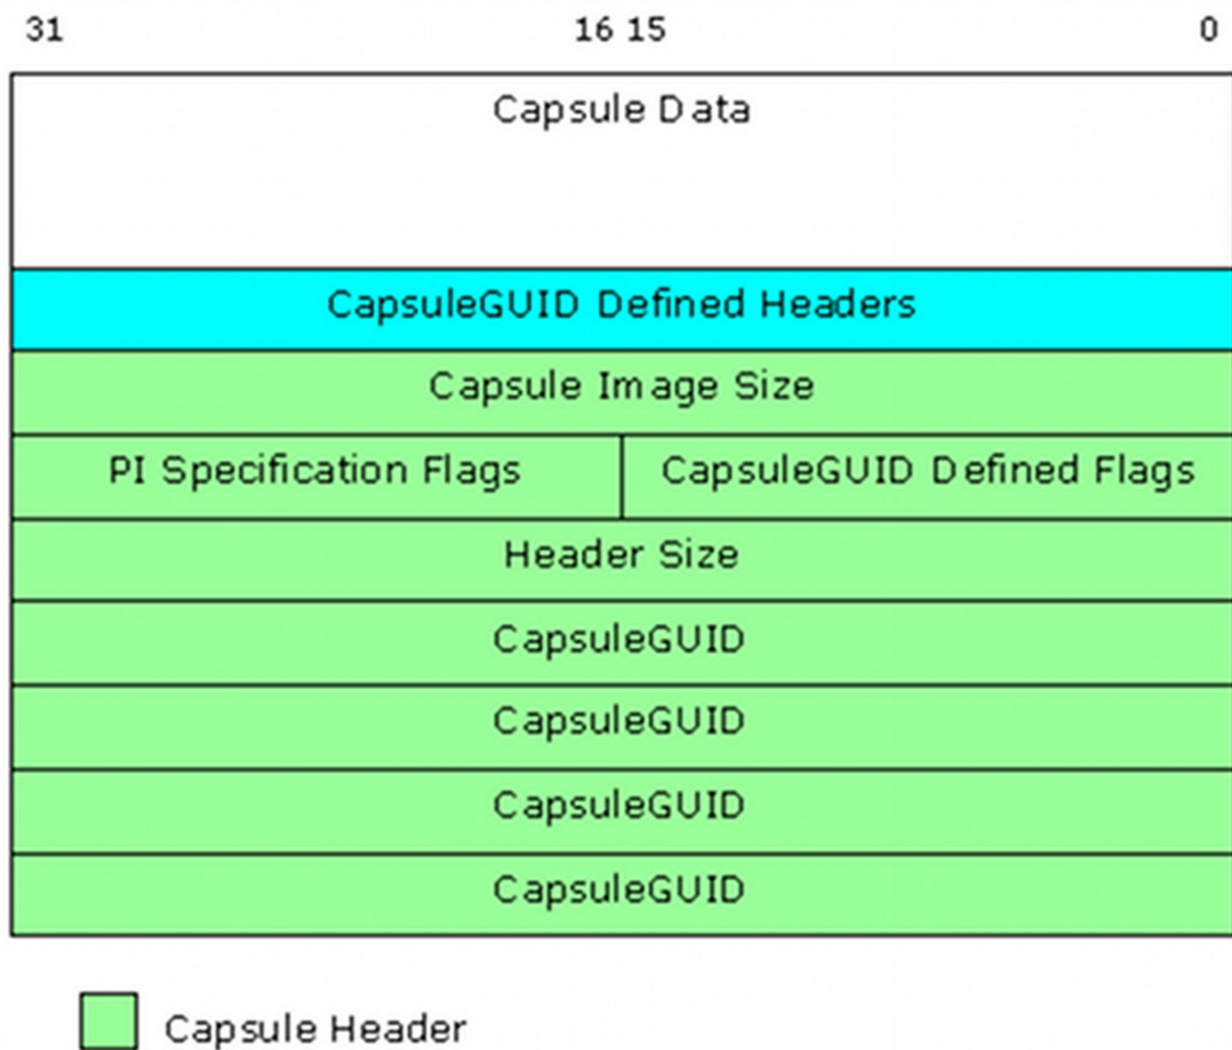 31 16 15 0
Capsule Data
CapsuleGUID Defined Headers
Capsule Image Size
PI Specification Flags CapsuleGUID Defined Flags
Header Size
CapsuleGUID
CapsuleGUID
CapsuleGUID
CapsuleGUID
Capsule Header